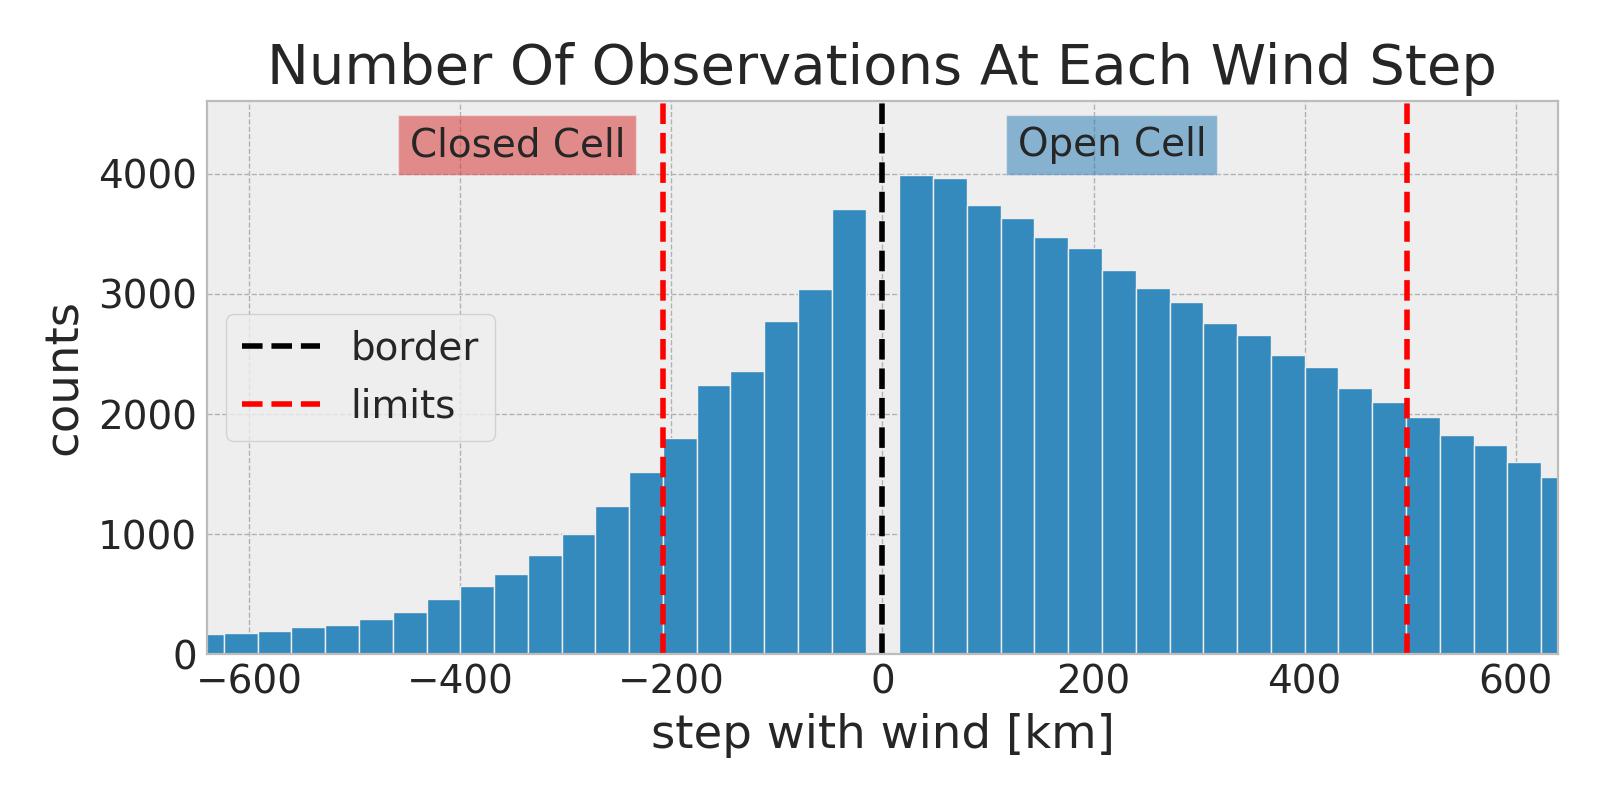 Number Of Observations At Each Wind Step
Closed Cell
Open Cell
4000
3000
2000
1000
0
counts
border
limits
−600 −400 −200 0 200 400 600
step with wind [km]